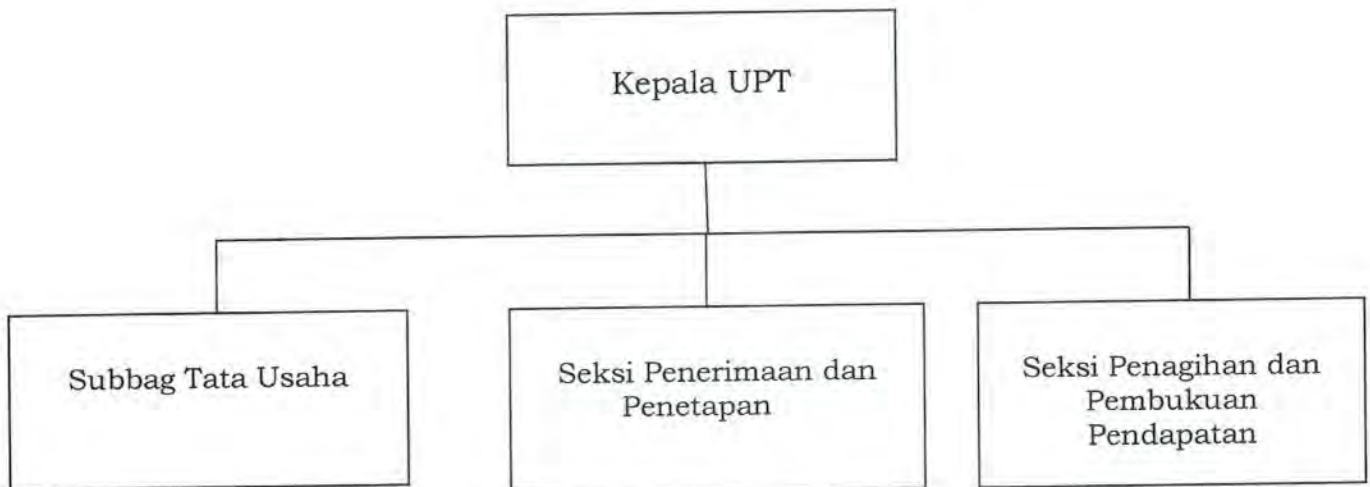 Kepala UPT
Subbag Tata Usaha
Seksi Penerimaan dan
Penetapan
Seksi Penagihan dan
Pembukuan
Pendapatan